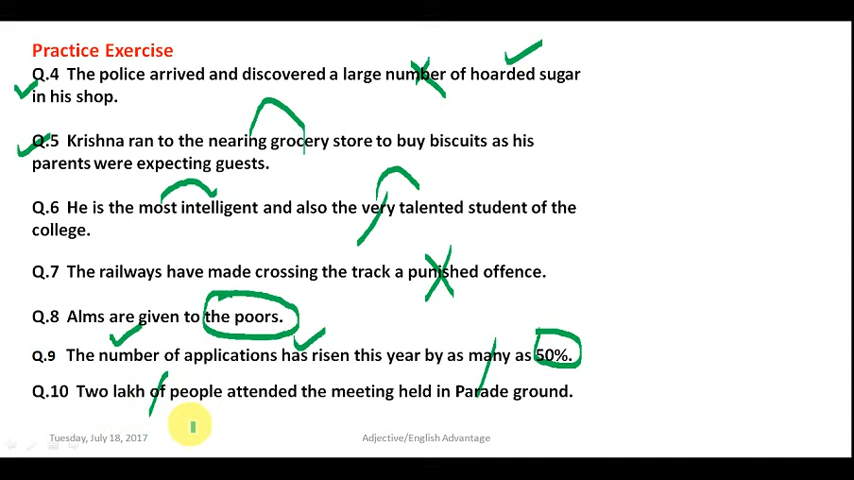 Practice Exercise
Q.4 The police arrived and discovered a large number of hoarded sugar
in his shop.
Q.5 Krishna ran to the nearing grocery store to buy biscuits as his
parents were expecting guests.
Q.6 He is the most intelligent and also the very talented student of the
college.
Q.7 The railways have made crossing the track a punished offence.
Q.8 Alms are given to the poors.
Q.9 The number of applications has risen this year by as many as 50%.
Q.10 Two lakh of people attended the meeting held in Parade ground.
Tuesday, July 18, 2017 Adjective/English Advantage